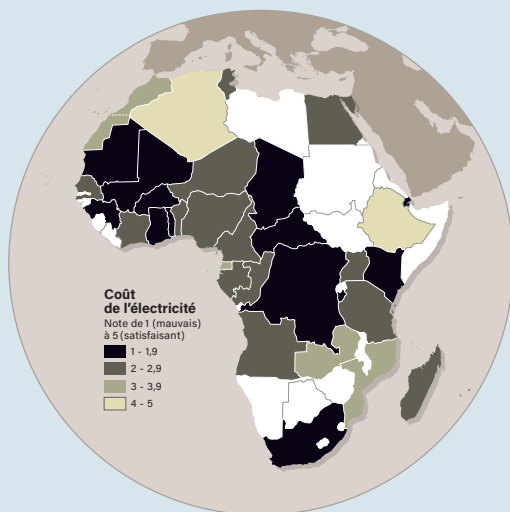 Coût
de l'électricité
Note de 1 (mauvais)
à 5 (satisfaisant)
1 - 1,9
2 - 2,9
3 - 3,9
4 - 5